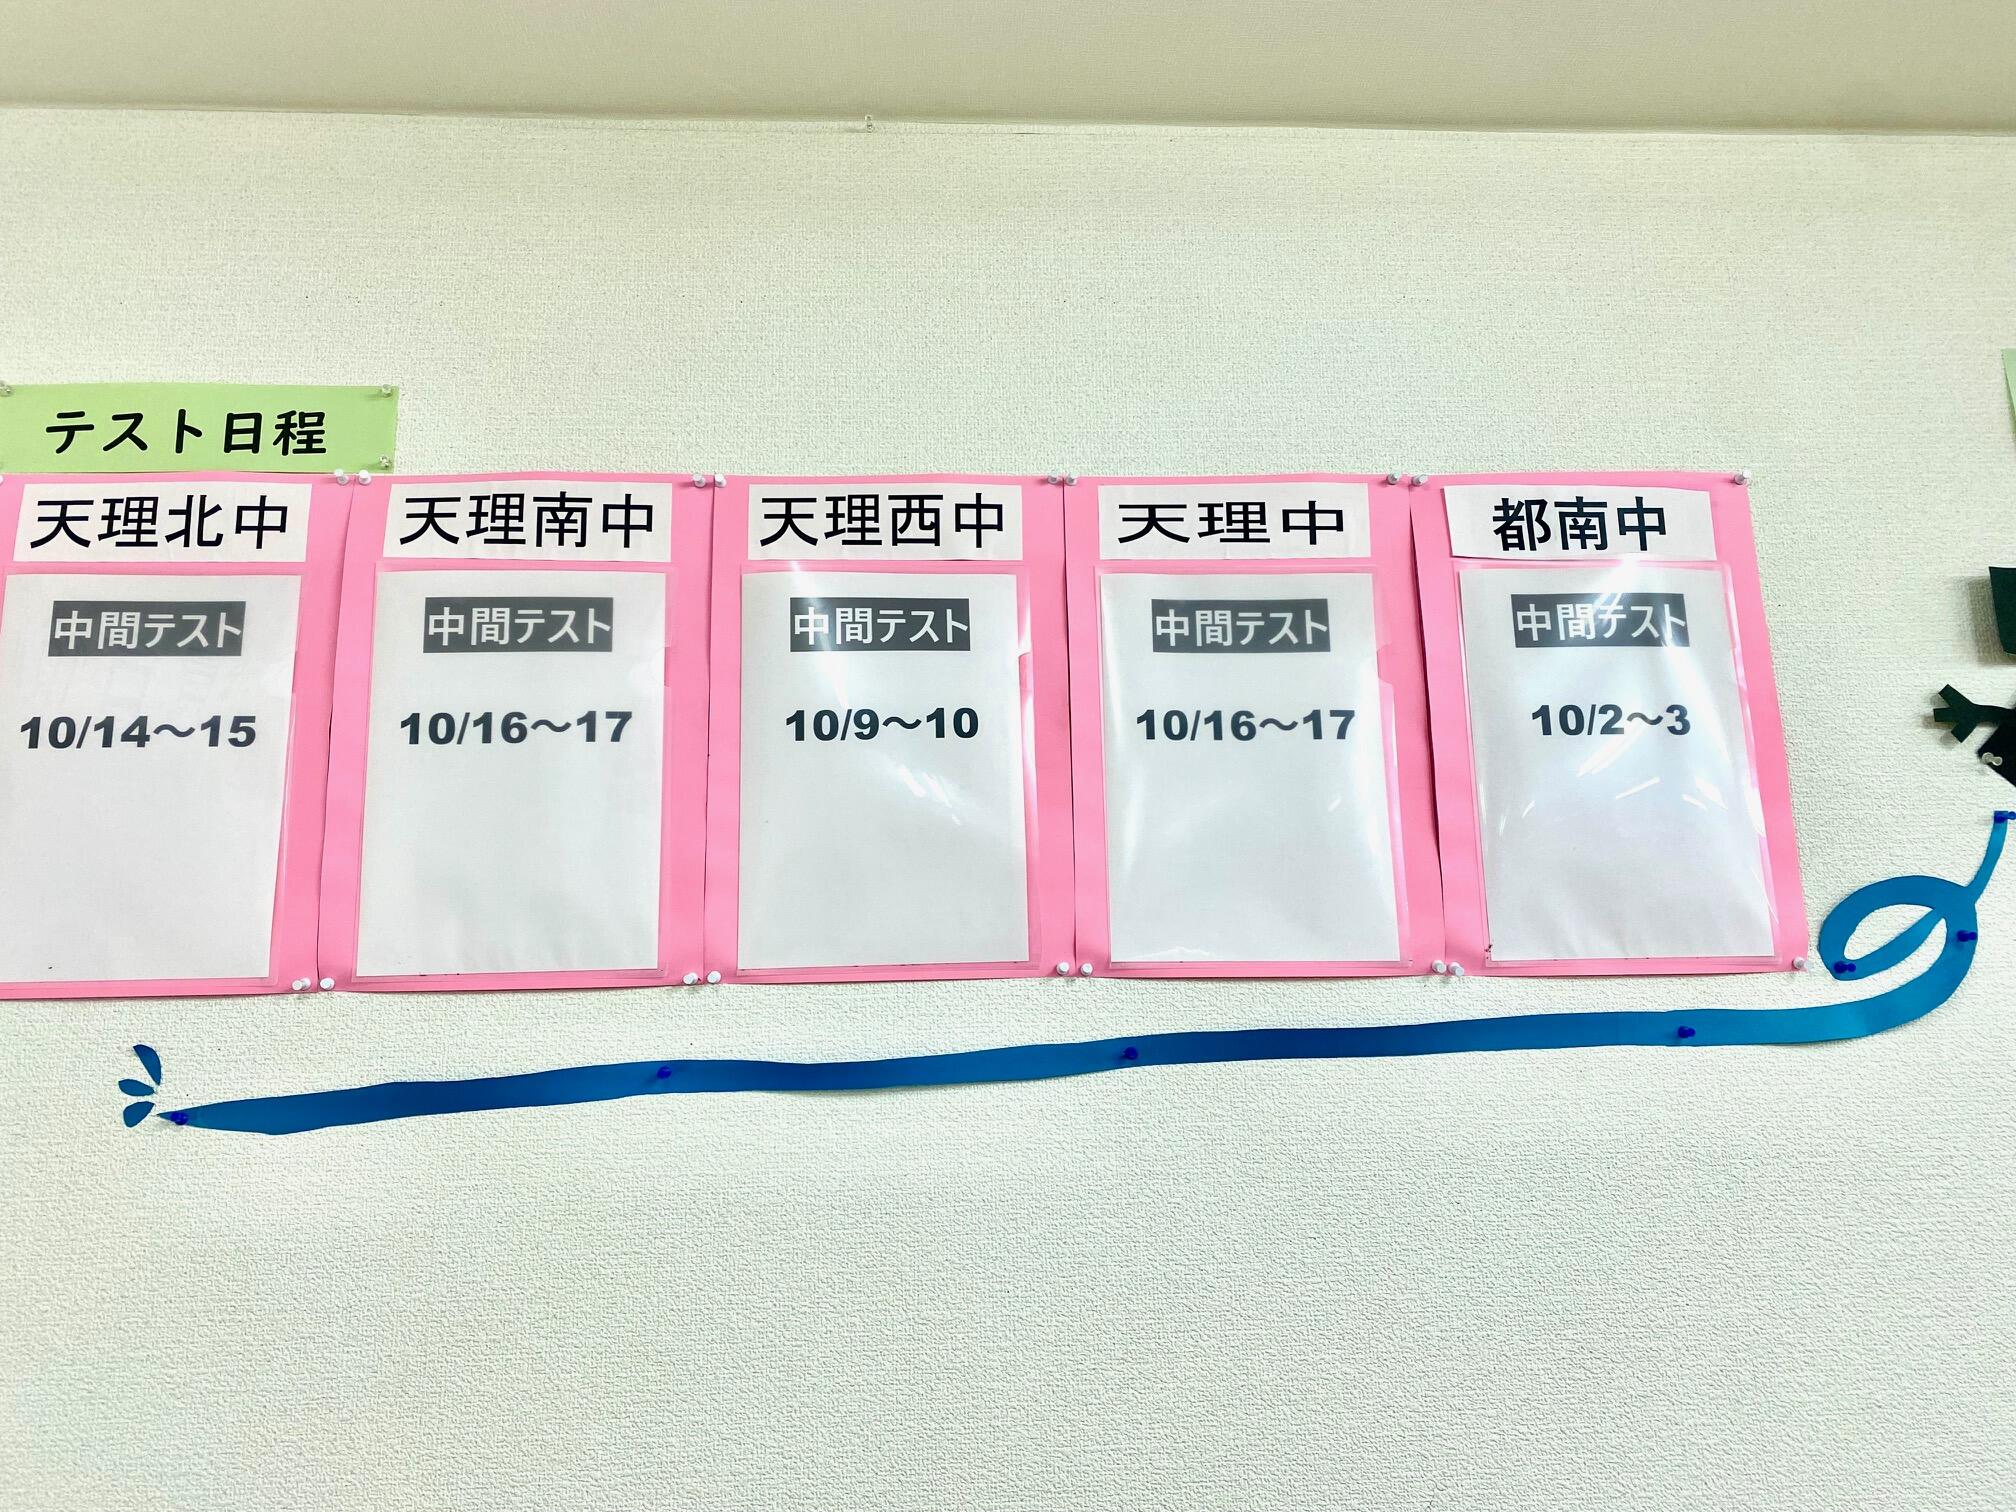 テスト日程
天理北中
中間テスト
10/14～15
天理南中
中間テスト
10/16～17
天理西中
中間テスト
10/9～10
天理中
中間テスト
10/16～17
都南中
中間テスト
10/2～3